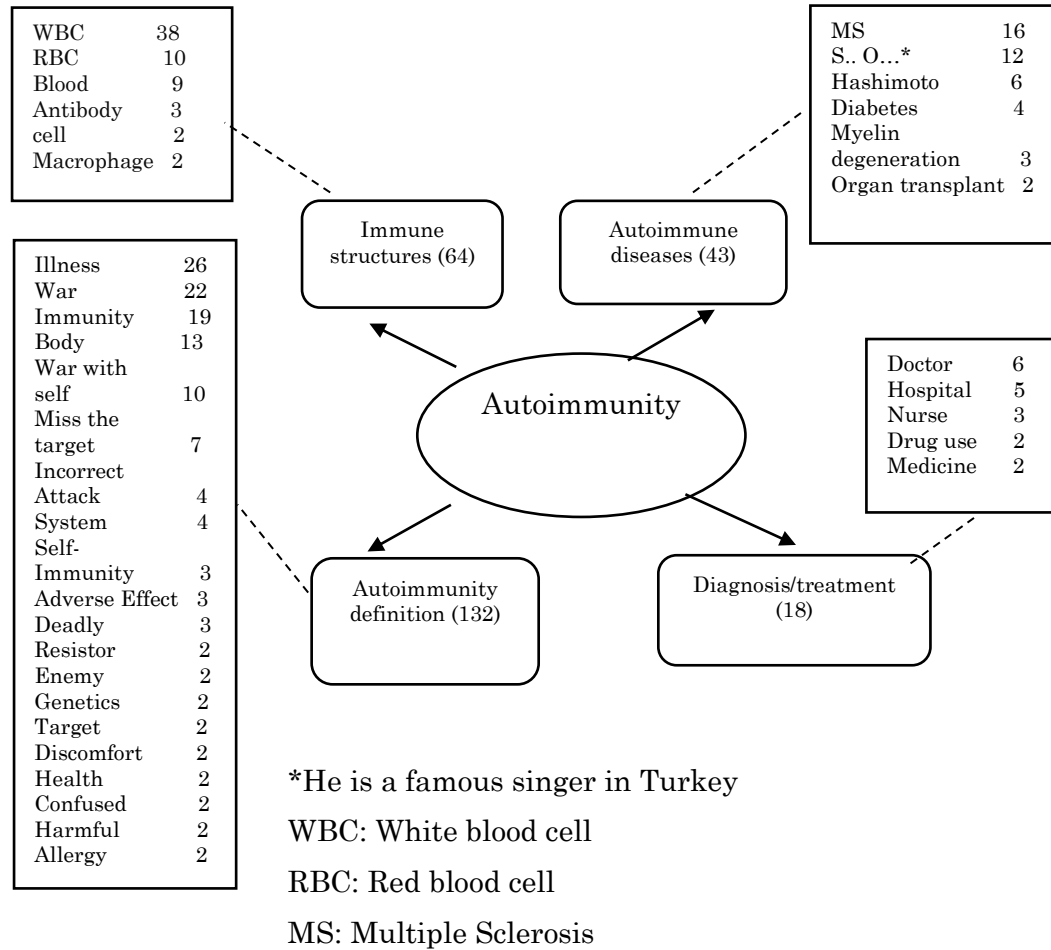 WBC 38
RBC 10
Blood 9
Antibody 3
cell 2
Macrophage 2
MS 16
S.. O…* 12
Hashimoto 6
Diabetes 4
Myelin
degeneration 3
Organ transplant 2
Immune
structures (64)
Autoimmune
diseases (43)
Illness 26
War 22
Immunity 19
Body 13
War with
self 10
Miss the
target 7
Incorrect
Attack 4
System 4
Self-
Immunity 3
Adverse Effect 3
Deadly 3
Resistor 2
Enemy 2
Genetics 2
Target 2
Discomfort 2
Health 2
Confused 2
Harmful 2
Allergy 2
Autoimmunity
Doctor 6
Hospital 5
Nurse 3
Drug use 2
Medicine 2
Autoimmunity
definition (132)
Diagnosis/treatment
(18)
*He is a famous singer in Turkey
WBC: White blood cell
RBC: Red blood cell
MS: Multiple Sclerosis